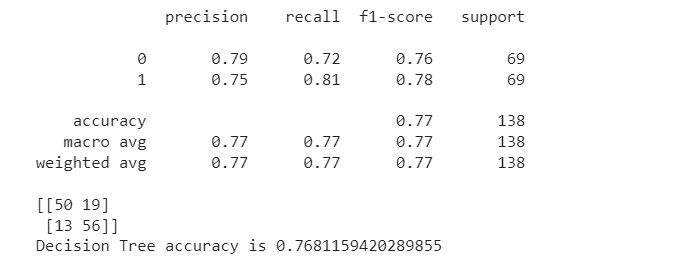 precision recall f1-score support
0 0.79 0.72 0.76 69
1 0.75 0.81 0.78 69
accuracy 0.77 138
macro avg 0.77 0.77 0.77 138
weighted avg 0.77 0.77 0.77 138
[[50 19]
[13 56]]
Decision Tree accuracy is 0.7681159420289855